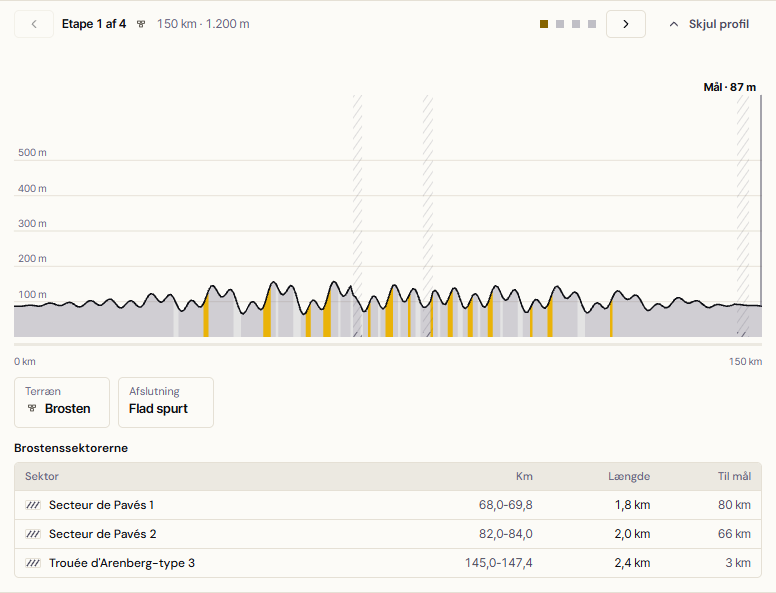 Etape 1 af 4 150 km · 1.200 m
Skjul profil
Mål · 87 m
500 m
400 m
300 m
200 m
100 m
0 km 150 km
Terræn
Brosten
Afslutning
Flad spurt
Brostenssektorerne
Sektor Km Længde Til mål
Secteur de Pavés 1 68,0-69,8 1,8 km 80 km
Secteur de Pavés 2 82,0-84,0 2,0 km 66 km
Trouée d'Arenberg-type 3 145,0-147,4 2,4 km 3 km